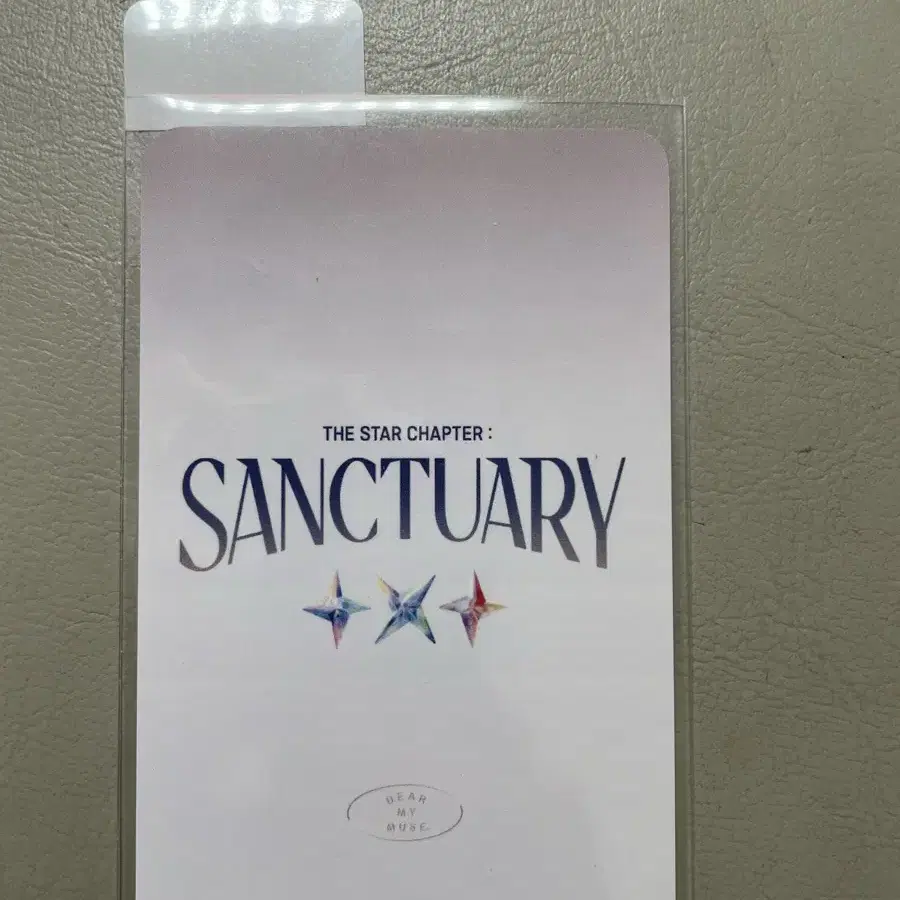 THE STAR CHAPTER :
SANCTUARY
DEAR
MY
MUSE